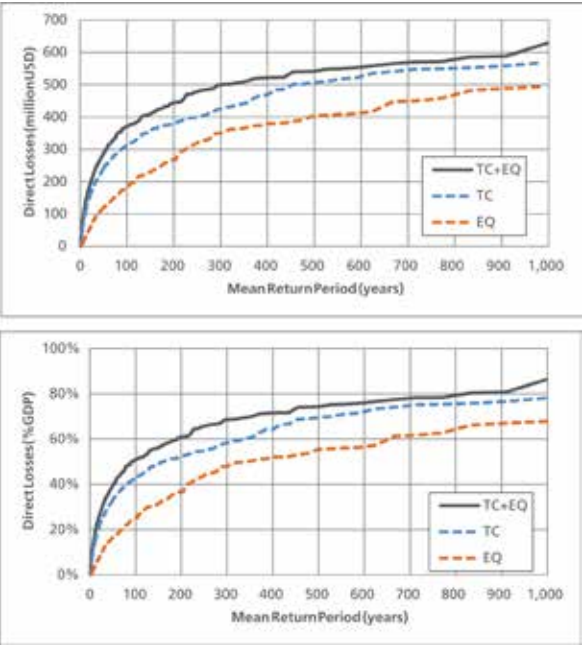 700
600
500
400
300
200
100
0
Direct Losses (million USD)
TC+EQ
TC
EQ
0 100 200 300 400 500 600 700 800 900 1,000
Mean Return Period (years)
100%
80%
60%
40%
20%
0%
Direct Losses (%GDP)
TC+EQ
TC
EQ
0 100 200 300 400 500 600 700 800 900 1,000
Mean Return Period (years)